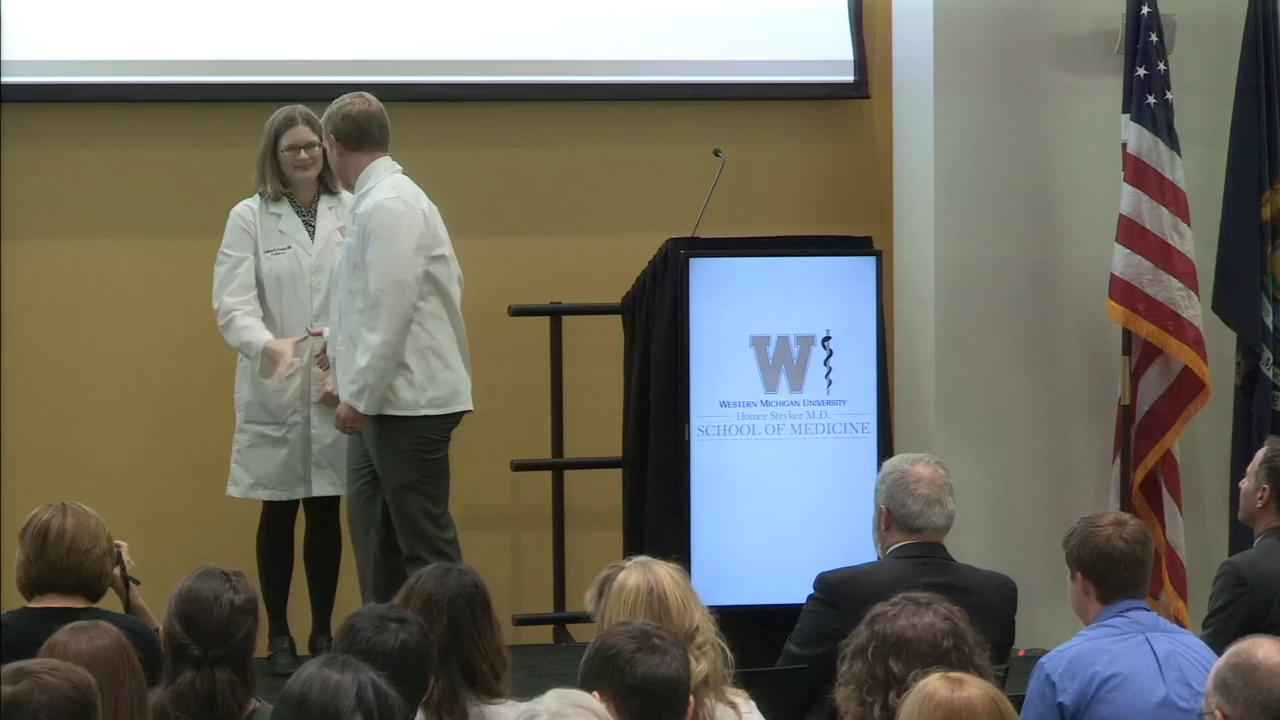 W
WESTERN MICHIGAN UNIVERSITY
Homer Stryker M.D.
SCHOOL OF MEDICINE